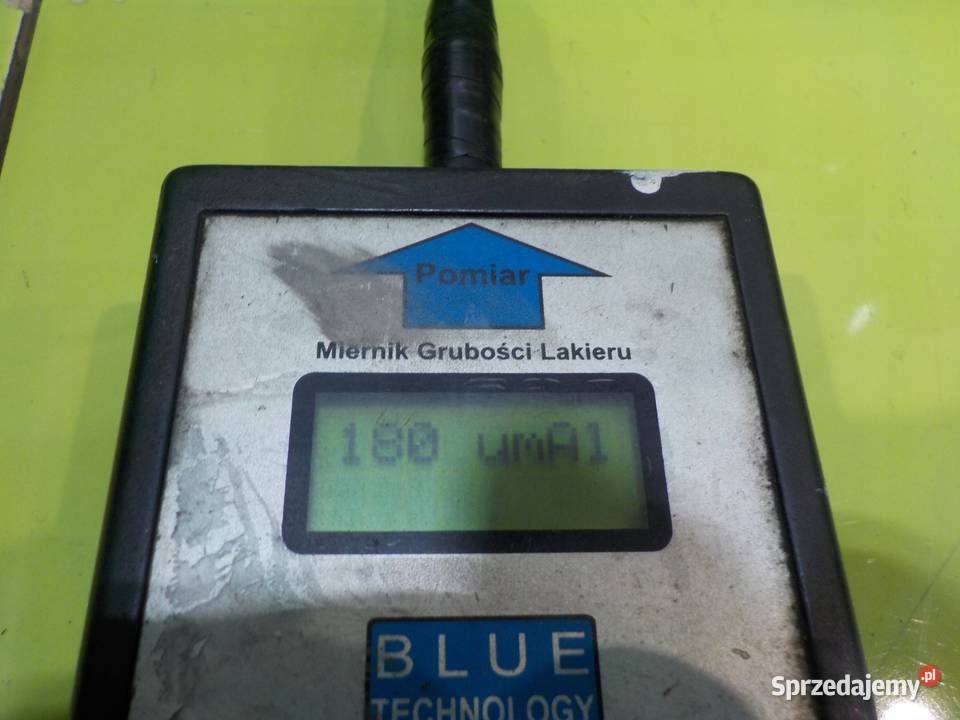 Pomiar
Miernik Grubości Lakieru
180 umAl
BLUE
TECHNOLOGY
Sprzedajemy.pl